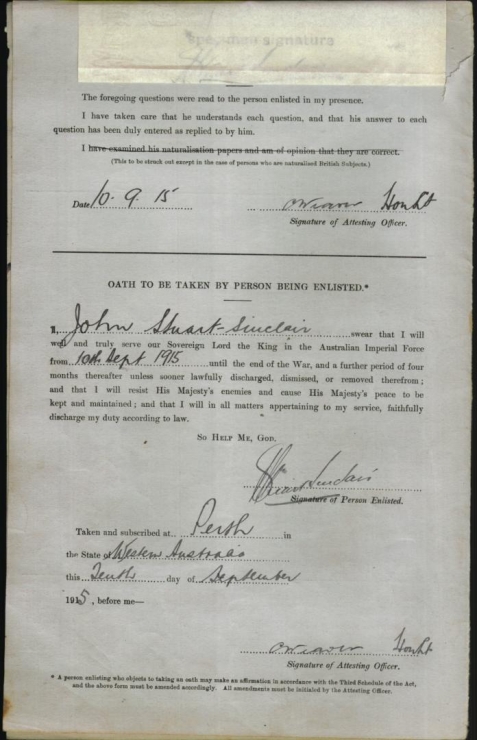 specimen signature
The foregoing questions were read to the person enlisted in my presence.
I have taken care that he understands each question, and that his answer to each
question has been duly entered as replied to by him.
I have examined his naturalisation papers and am of opinion that they are correct.
(This to be struck out except in the case of persons who are naturalised British Subjects.)
Date 10. 9. 15
Signature of Attesting Officer.
OATH TO BE TAKEN BY PERSON BEING ENLISTED.*
I, John Stuart-Sinclair swear that I will
well and truly serve our Sovereign Lord the King in the Australian Imperial Force
from 10th Sept 1915 until the end of the War, and a further period of four
months thereafter unless sooner lawfully discharged, dismissed, or removed therefrom;
and that I will resist His Majesty's enemies and cause His Majesty's peace to be
kept and maintained; and that I will in all matters appertaining to my service, faithfully
discharge my duty according to law.
SO HELP ME, GOD.
Stuart Sinclair
Signature of Person Enlisted.
Taken and subscribed at Perth in
the State of Western Australia
this Tenth day of September
1915, before me—
Signature of Attesting Officer.
* A person enlisting who objects to taking an oath may make an affirmation in accordance with the Third Schedule of the Act,
and the above form must be amended accordingly. All amendments must be initialed by the Attesting Officer.